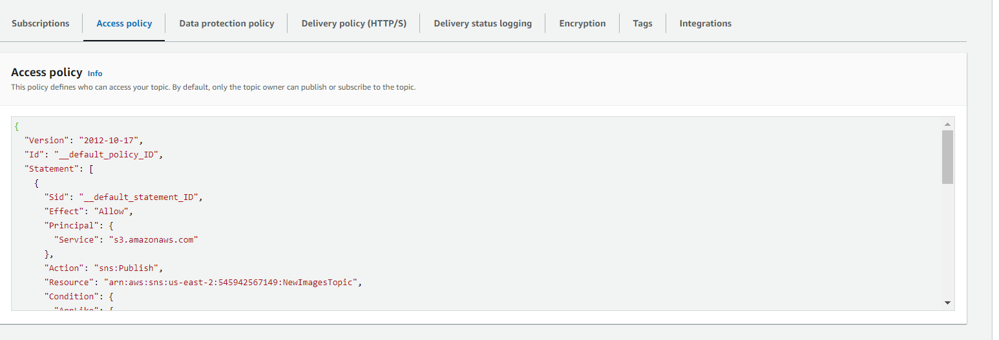 Subscriptions
Access policy
Data protection policy
Delivery policy (HTTP/S)
Delivery status logging
Encryption
Tags
Integrations
Access policy Info
This policy defines who can access your topic. By default, only the topic owner can publish or subscribe to the topic.
{
  "Version": "2012-10-17",
  "Id": "__default_policy_ID",
  "Statement": [
    {
      "Sid": "__default_statement_ID",
      "Effect": "Allow",
      "Principal": {
        "Service": "s3.amazonaws.com"
      },
      "Action": "sns:Publish",
      "Resource": "arn:aws:sns:us-east-2:545942567149:NewImagesTopic",
      "Condition": {